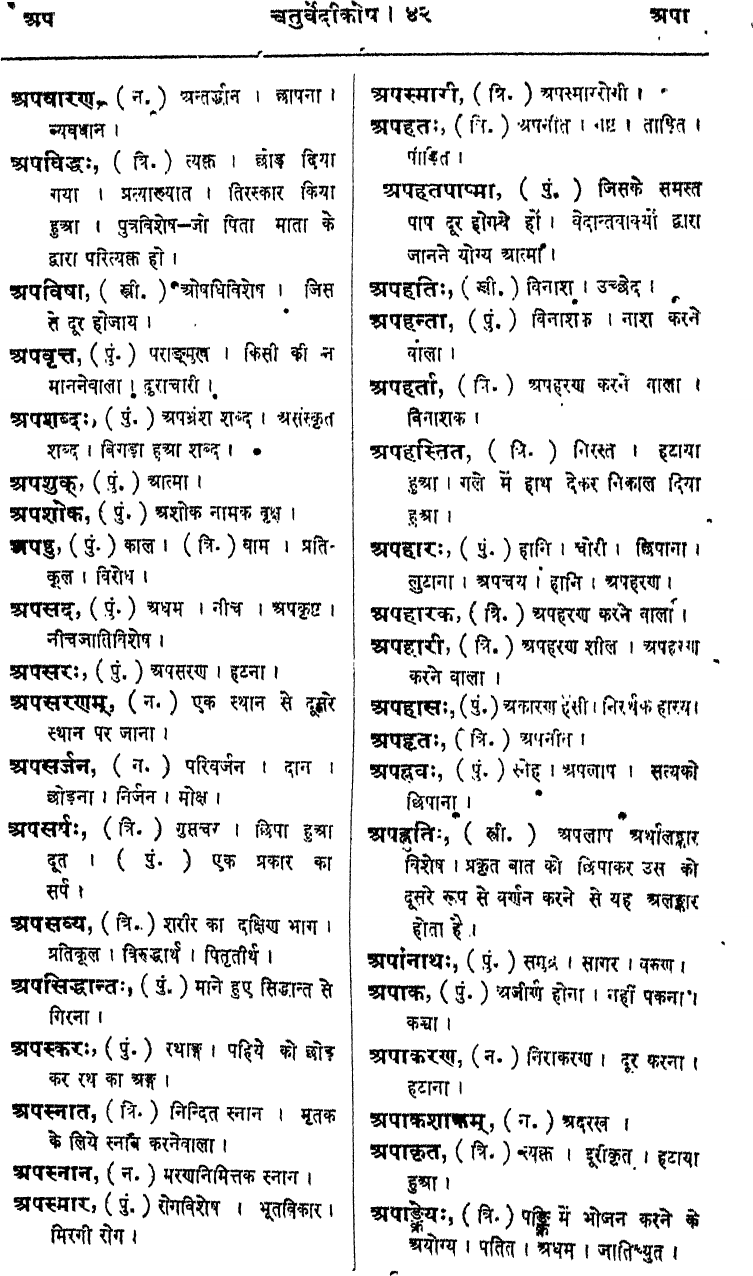 अप
चतुर्वेदीकोष । ४२
अपा
अपवारण, ( न. ) अन्तर्द्धान । छापना ।
व्यवधान ।
अपविद्धः, ( त्रि. ) त्यक्त । छोड़ दिया
गया । प्रत्याख्यात । तिरस्कार किया
हुआ । पुत्रविशेष—जो पिता माता के
द्वारा परित्यक्त हो ।
अपविषा, ( स्त्री. ) ओषधिविशेष । जिस
से दूर होजाय ।
अपवृत्त, ( पुं. ) पराङ्मुख । किसी की न
माननेवाला । दुराचारी ।
अपशब्दः, ( पुं. ) अपभ्रंश शब्द । असंस्कृत
शब्द । बिगड़ा हुआ शब्द ।
अपशुक्, ( पुं. ) आत्मा ।
अपशोक, ( पुं. ) अशोक नामक वृक्ष ।
अपष्ठु, ( पुं. ) काल । ( त्रि. ) वाम । प्रति-
कूल । विरोध ।
अपसद, ( पुं. ) अधम । नीच । अपकृष्ट ।
नीचजातिविशेष ।
अपसरः, ( पुं. ) अपसरण । हटना ।
अपसरणम्, ( न. ) एक स्थान से दूसरे
स्थान पर जाना ।
अपसर्जन, ( न. ) परिवर्जन । दान ।
छोड़ना । निर्जन । मोक्ष ।
अपसर्पः, ( त्रि. ) गुप्तचर । छिपा हुआ
दूत । ( पुं. ) एक प्रकार का
सर्प ।
अपसव्य, ( त्रि. ) शरीर का दक्षिण भाग ।
प्रतिकूल । विरुद्धार्थ । पितृतीर्थ ।
अपसिद्धान्तः, ( पुं. ) माने हुए सिद्धान्त से
गिरना ।
अपस्करः, ( पुं. ) रथाङ्ग । पहिये को छोड़
कर रथ का अङ्ग ।
अपस्नात, ( त्रि. ) निन्दित स्नान । मृतक
के लिये स्नान करनेवाला ।
अपस्नान, ( न. ) मरणनिमित्तक स्नान ।
अपस्मार, ( पुं. ) रोगविशेष । भूतविकार ।
मिरगी रोग ।
अपस्मारी, ( त्रि. ) अपस्माररोगी ।
अपहतः, ( त्रि. ) अपनीत । नष्ट । ताड़ित ।
पीड़ित ।
अपहतपाप्मा, ( पुं. ) जिसके समस्त
पाप दूर होगये हों । वेदान्तवाक्यों द्वारा
जानने योग्य आत्मा ।
अपहतिः, ( स्त्री. ) विनाश । उच्छेद ।
अपहन्ता, ( पुं. ) विनाशक । नाश करने
वाला ।
अपहर्ता, ( त्रि. ) अपहरण करने वाला ।
विनाशक ।
अपहस्तित, ( त्रि. ) निरस्त । हटाया
हुआ । गले में हाथ देकर निकाल दिया
हुआ ।
अपहारः, ( पुं. ) हानि । चोरी । छिपाना ।
लुटाना । अपचय । हानि । अपहरण ।
अपहारक, ( त्रि. ) अपहरण करने वाला ।
अपहारी, ( त्रि. ) अपहरण शील । अपहरण
करने वाला ।
अपहासः, ( पुं. ) अकारण हँसी । निरर्थक हास्य।
अपहृतः, ( त्रि. ) अपनीत ।
अपह्नवः, ( पुं. ) स्नेह । अपलाप । सत्यको
छिपाना ।
अपह्नुतिः, ( स्त्री. ) अपलाप अर्थालङ्कार
विशेष । प्रकृत बात को छिपाकर उस को
दूसरे रूप से वर्णन करने से यह अलङ्कार
होता है ।
अपांनाथः, ( पुं. ) समुद्र । सागर । वरुण ।
अपाक, ( पुं. ) अजीर्ण होना । नहीं पकना ।
कच्चा ।
अपाकरण, ( न. ) निराकरण । दूर करना ।
हटाना ।
अपाकशाकम्, ( न. ) अदरख ।
अपाकृत, ( त्रि. ) त्यक्त । दूरीकृत । हटाया
हुआ ।
अपाङ्क्तेयः, ( त्रि. ) पङ्क्ति में भोजन करने के
अयोग्य । पतित । अधम । जातिच्युत ।